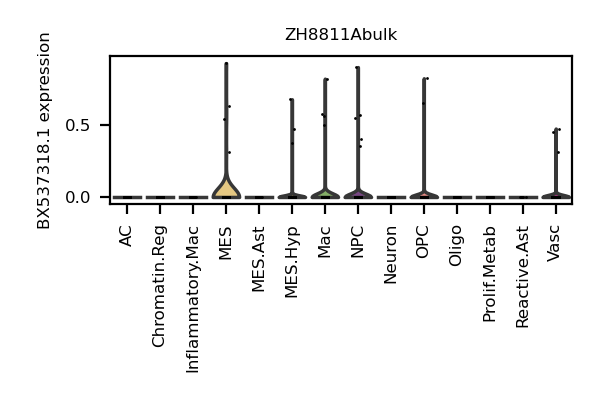 ZH8811Abulk
BX537318.1 expression
0.5
0.0
AC
Chromatin.Reg
Inflammatory.Mac
MES
MES.Ast
MES.Hyp
Mac
NPC
Neuron
OPC
Oligo
Prolif.Metab
Reactive.Ast
Vasc